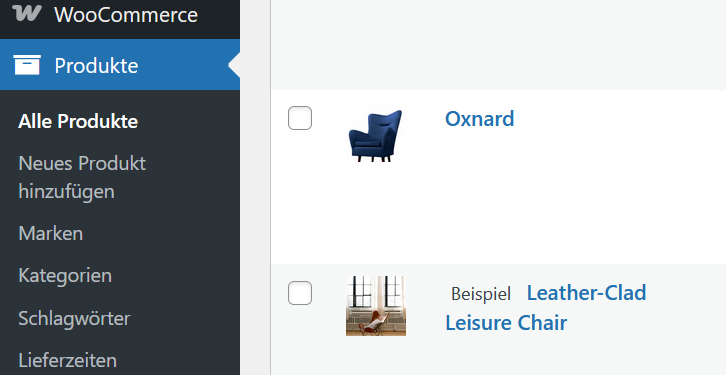 WooCommerce
Produkte
Alle Produkte
Neues Produkt
hinzufügen
Marken
Kategorien
Schlagwörter
Lieferzeiten
Oxnard
Beispiel Leather-Clad
Leisure Chair